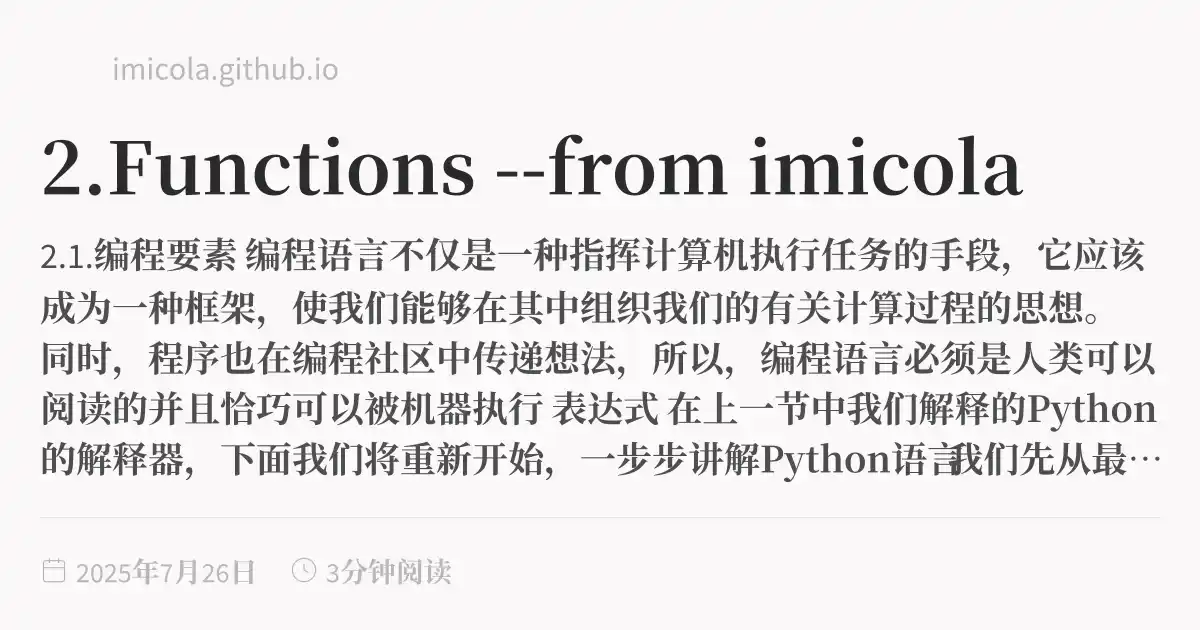 imicola.github.io
2.Functions --from imicola
2.1.编程要素 编程语言不仅是一种指挥计算机执行任务的手段，它应该
成为一种框架，使我们能够在其中组织我们的有关计算过程的思想。
同时，程序也在编程社区中传递想法，所以，编程语言必须是人类可以
阅读的并且恰巧可以被机器执行 表达式 在上一节中我们解释的Python
的解释器，下面我们将重新开始，一步步讲解Python语言我们先从最…
2025年7月26日 3分钟阅读